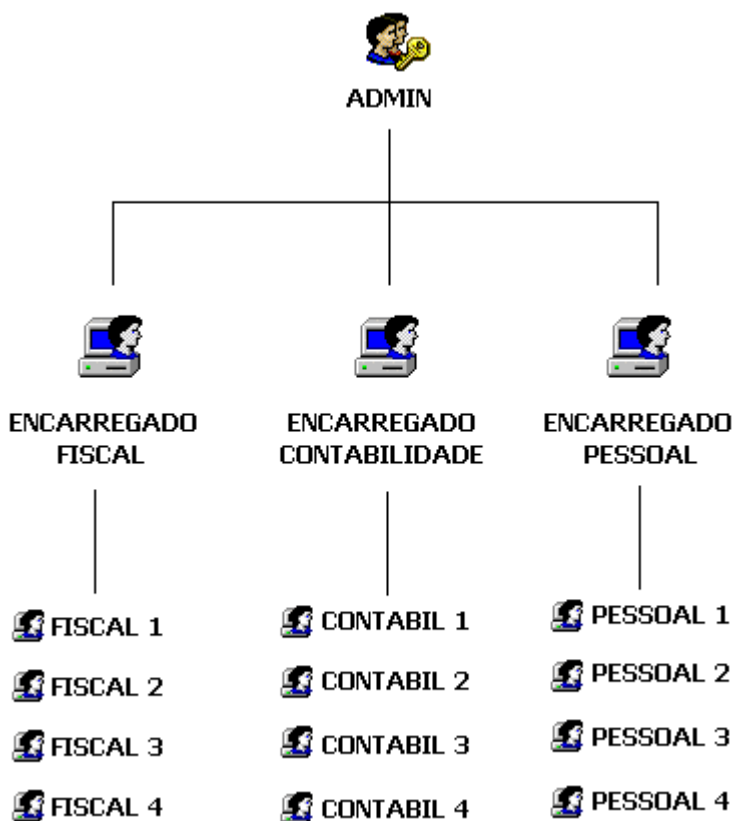 ADMIN
ENCARREGADO
FISCAL
ENCARREGADO
CONTABILIDADE
ENCARREGADO
PESSOAL
FISCAL 1
FISCAL 2
FISCAL 3
FISCAL 4
CONTABIL 1
CONTABIL 2
CONTABIL 3
CONTABIL 4
PESSOAL 1
PESSOAL 2
PESSOAL 3
PESSOAL 4